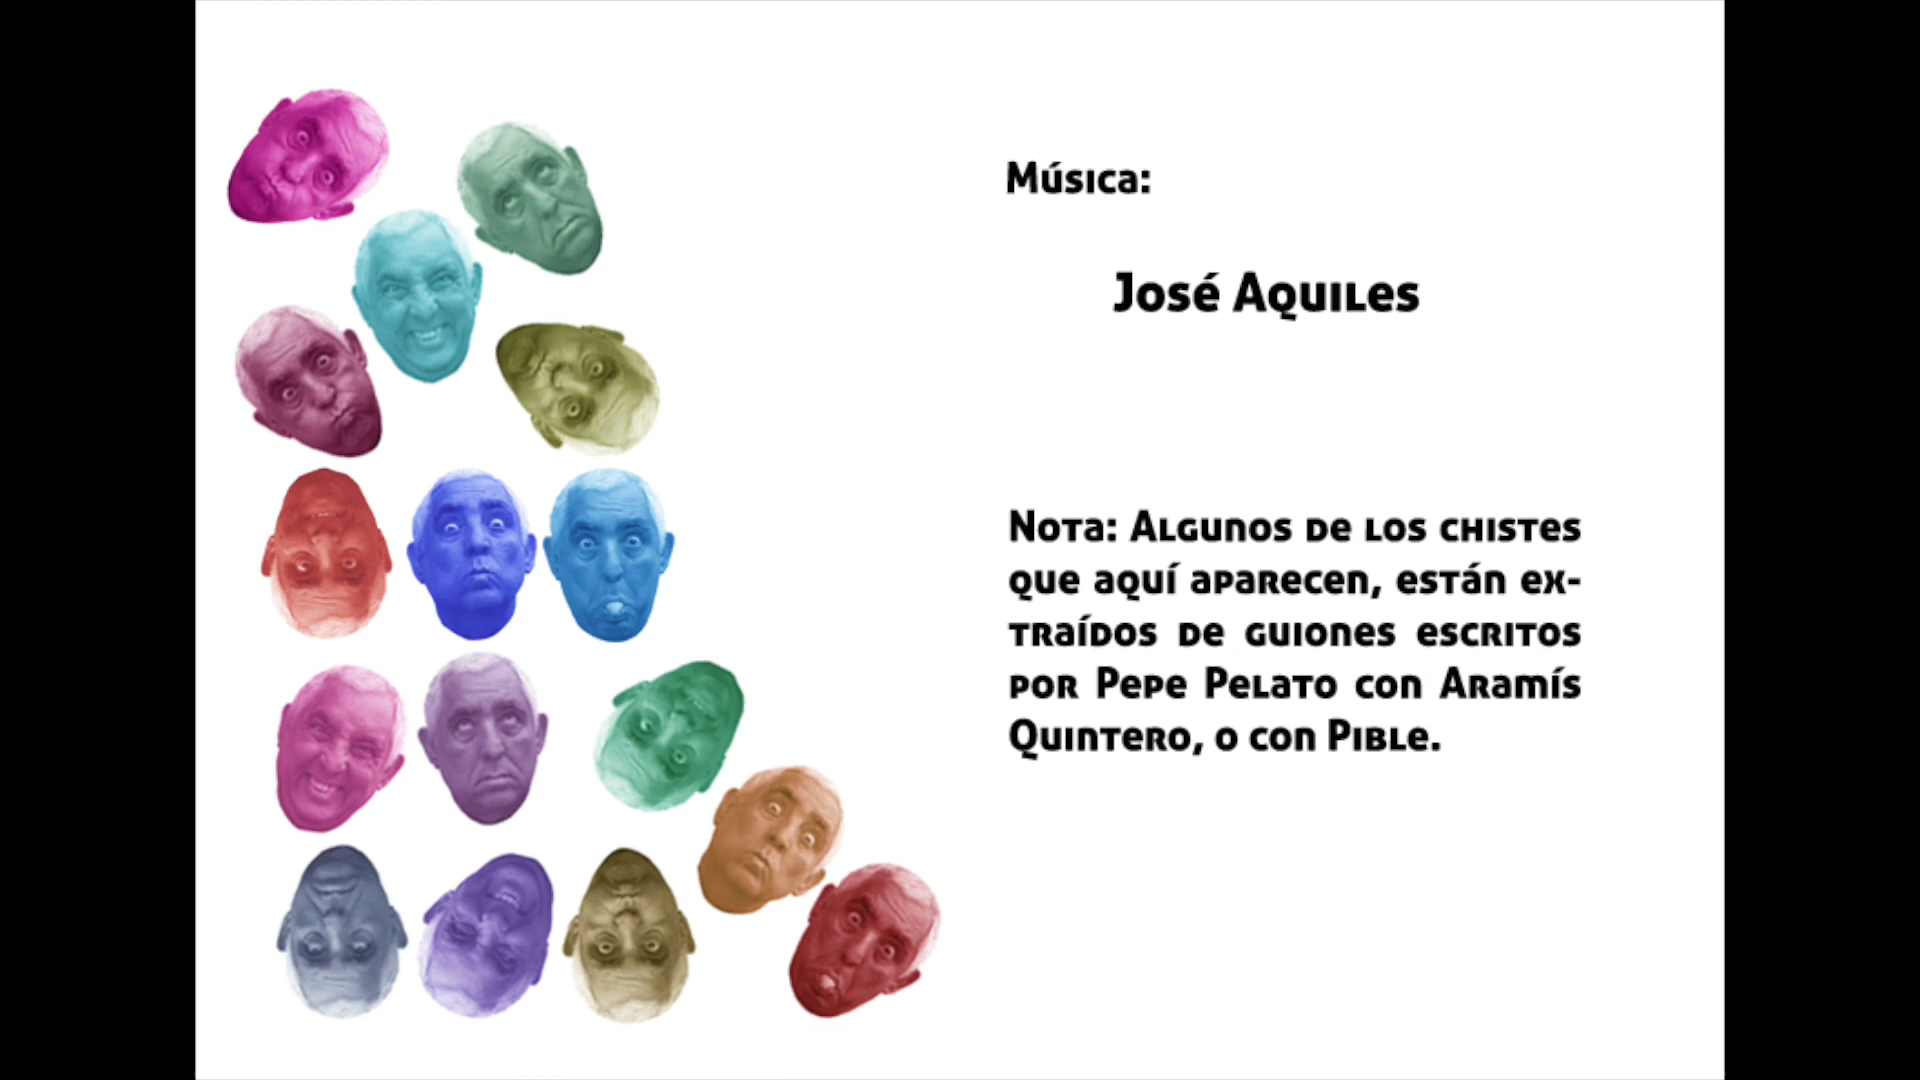 Música:
José Aquiles
Nota: Algunos de los chistes
que aquí aparecen, están ex-
traídos de guiones escritos
por Pepe Pelato con Aramís
Quintero, o con Pible.